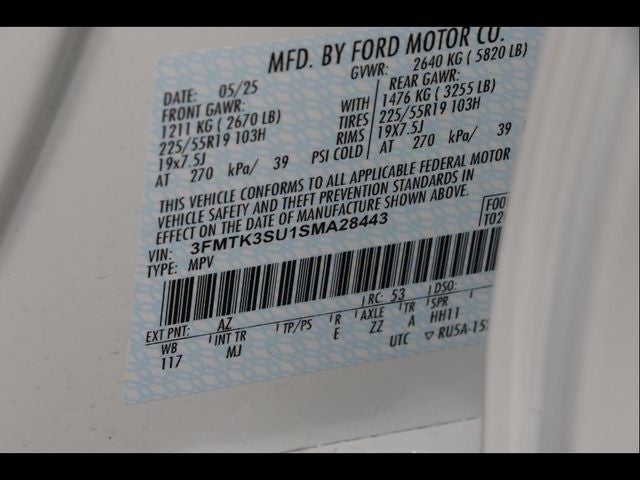 MFD. BY FORD MOTOR CO.
DATE: 05/25 GVWR: 2640 KG ( 5820 LB)
FRONT GAWR: REAR GAWR:
1211 KG ( 2670 LB) WITH 1476 KG ( 3255 LB)
225/55R19 103H TIRES 225/55R19 103H
19x7.5J RIMS 19X7.5J
AT 270 kPa/ 39 PSI COLD AT 270 kPa/ 39
THIS VEHICLE CONFORMS TO ALL APPLICABLE FEDERAL MOTOR
VEHICLE SAFETY AND THEFT PREVENTION STANDARDS IN
EFFECT ON THE DATE OF MANUFACTURE SHOWN ABOVE.
VIN: 3FMTK3SU1SMA28443
TYPE: MPV
F00
T02
EXT PNT: AZ RC: 53 DSO:
WB INT TR TP/PS R AXLE TR SPR
117 MJ E ZZ A HH11
UTC ▽ RU5A-15